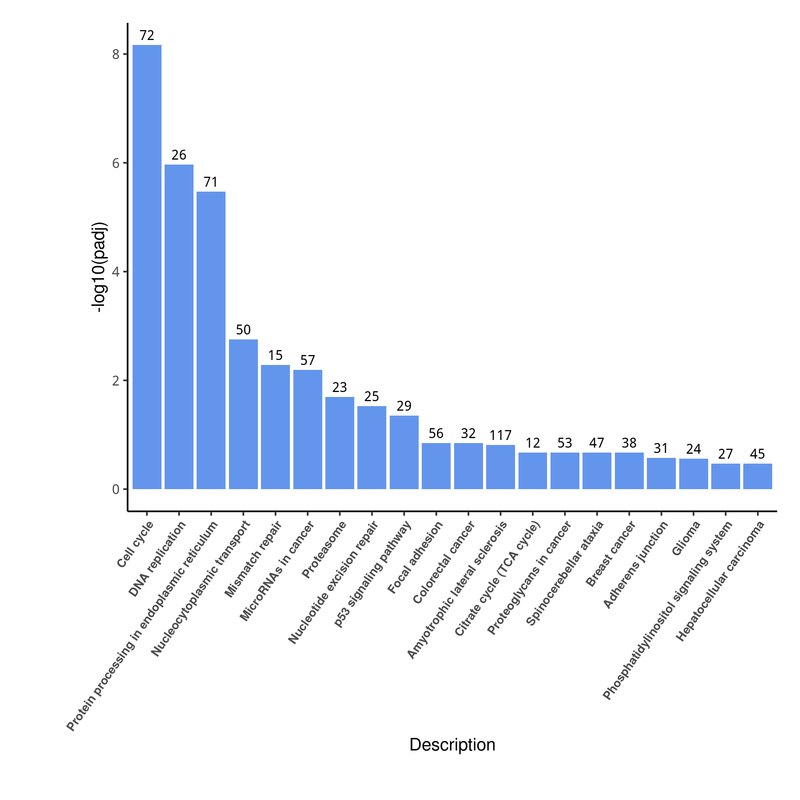 72
26
71
50
15
57
23
25
29
56
32
117
12
53
47
38
31
24
27
45
8
6
4
2
0
-log10(padj)
Cell cycle
DNA replication
Protein processing in endoplasmic reticulum
Nucleocytoplasmic transport
Mismatch repair
MicroRNAs in cancer
Proteasome
Nucleotide excision repair
p53 signaling pathway
Focal adhesion
Colorectal cancer
Amyotrophic lateral sclerosis
Citrate cycle (TCA cycle)
Proteoglycans in cancer
Spinocerebellar ataxia
Breast cancer
Adherens junction
Glioma
Phosphatidylinositol signaling system
Hepatocellular carcinoma
Description